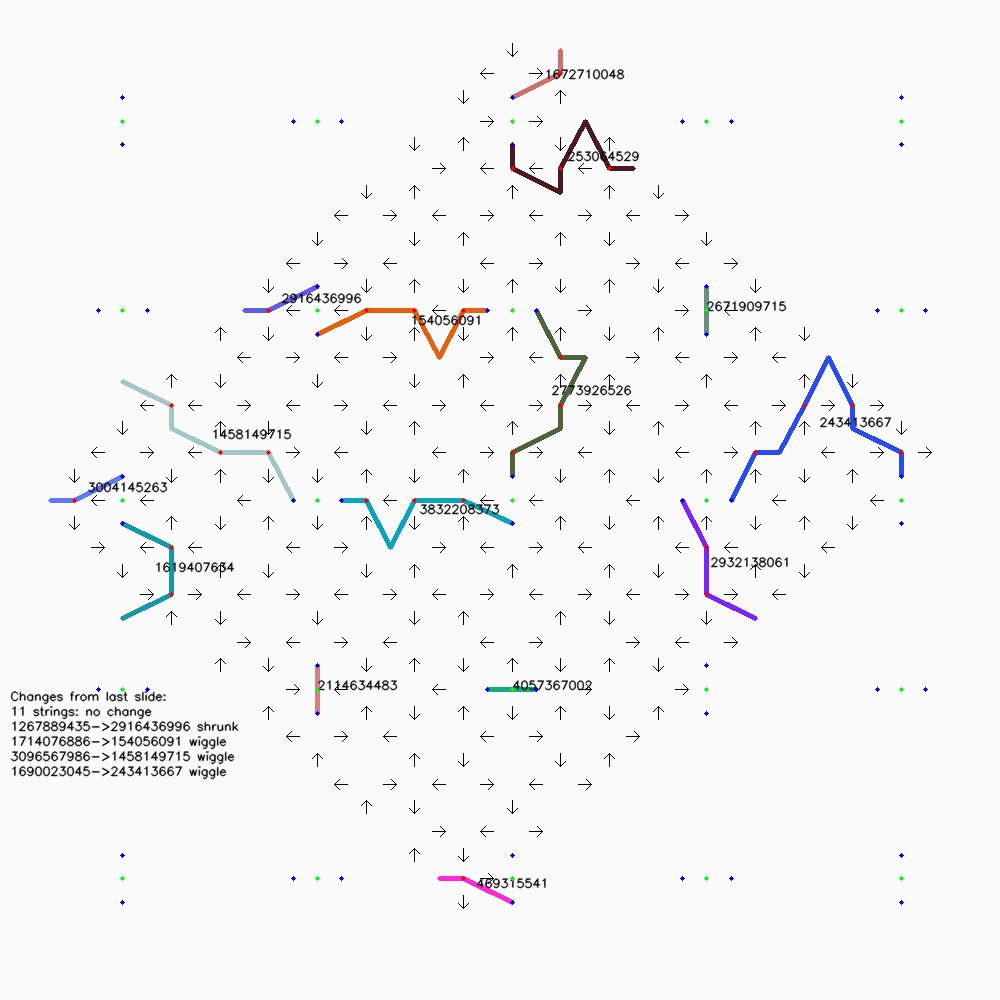 1672710048
253064529
2916436996
2671909715
154056091
2773926526
243413667
1458149715
3004145263
3832208373
2932138061
1619407634
2114634483
4057367002
Changes from last slide:
11 strings: no change
1267889435->2916436996 shrunk
1714076886->154056091 wiggle
3096567986->1458149715 wiggle
1690023045->243413667 wiggle
469315541